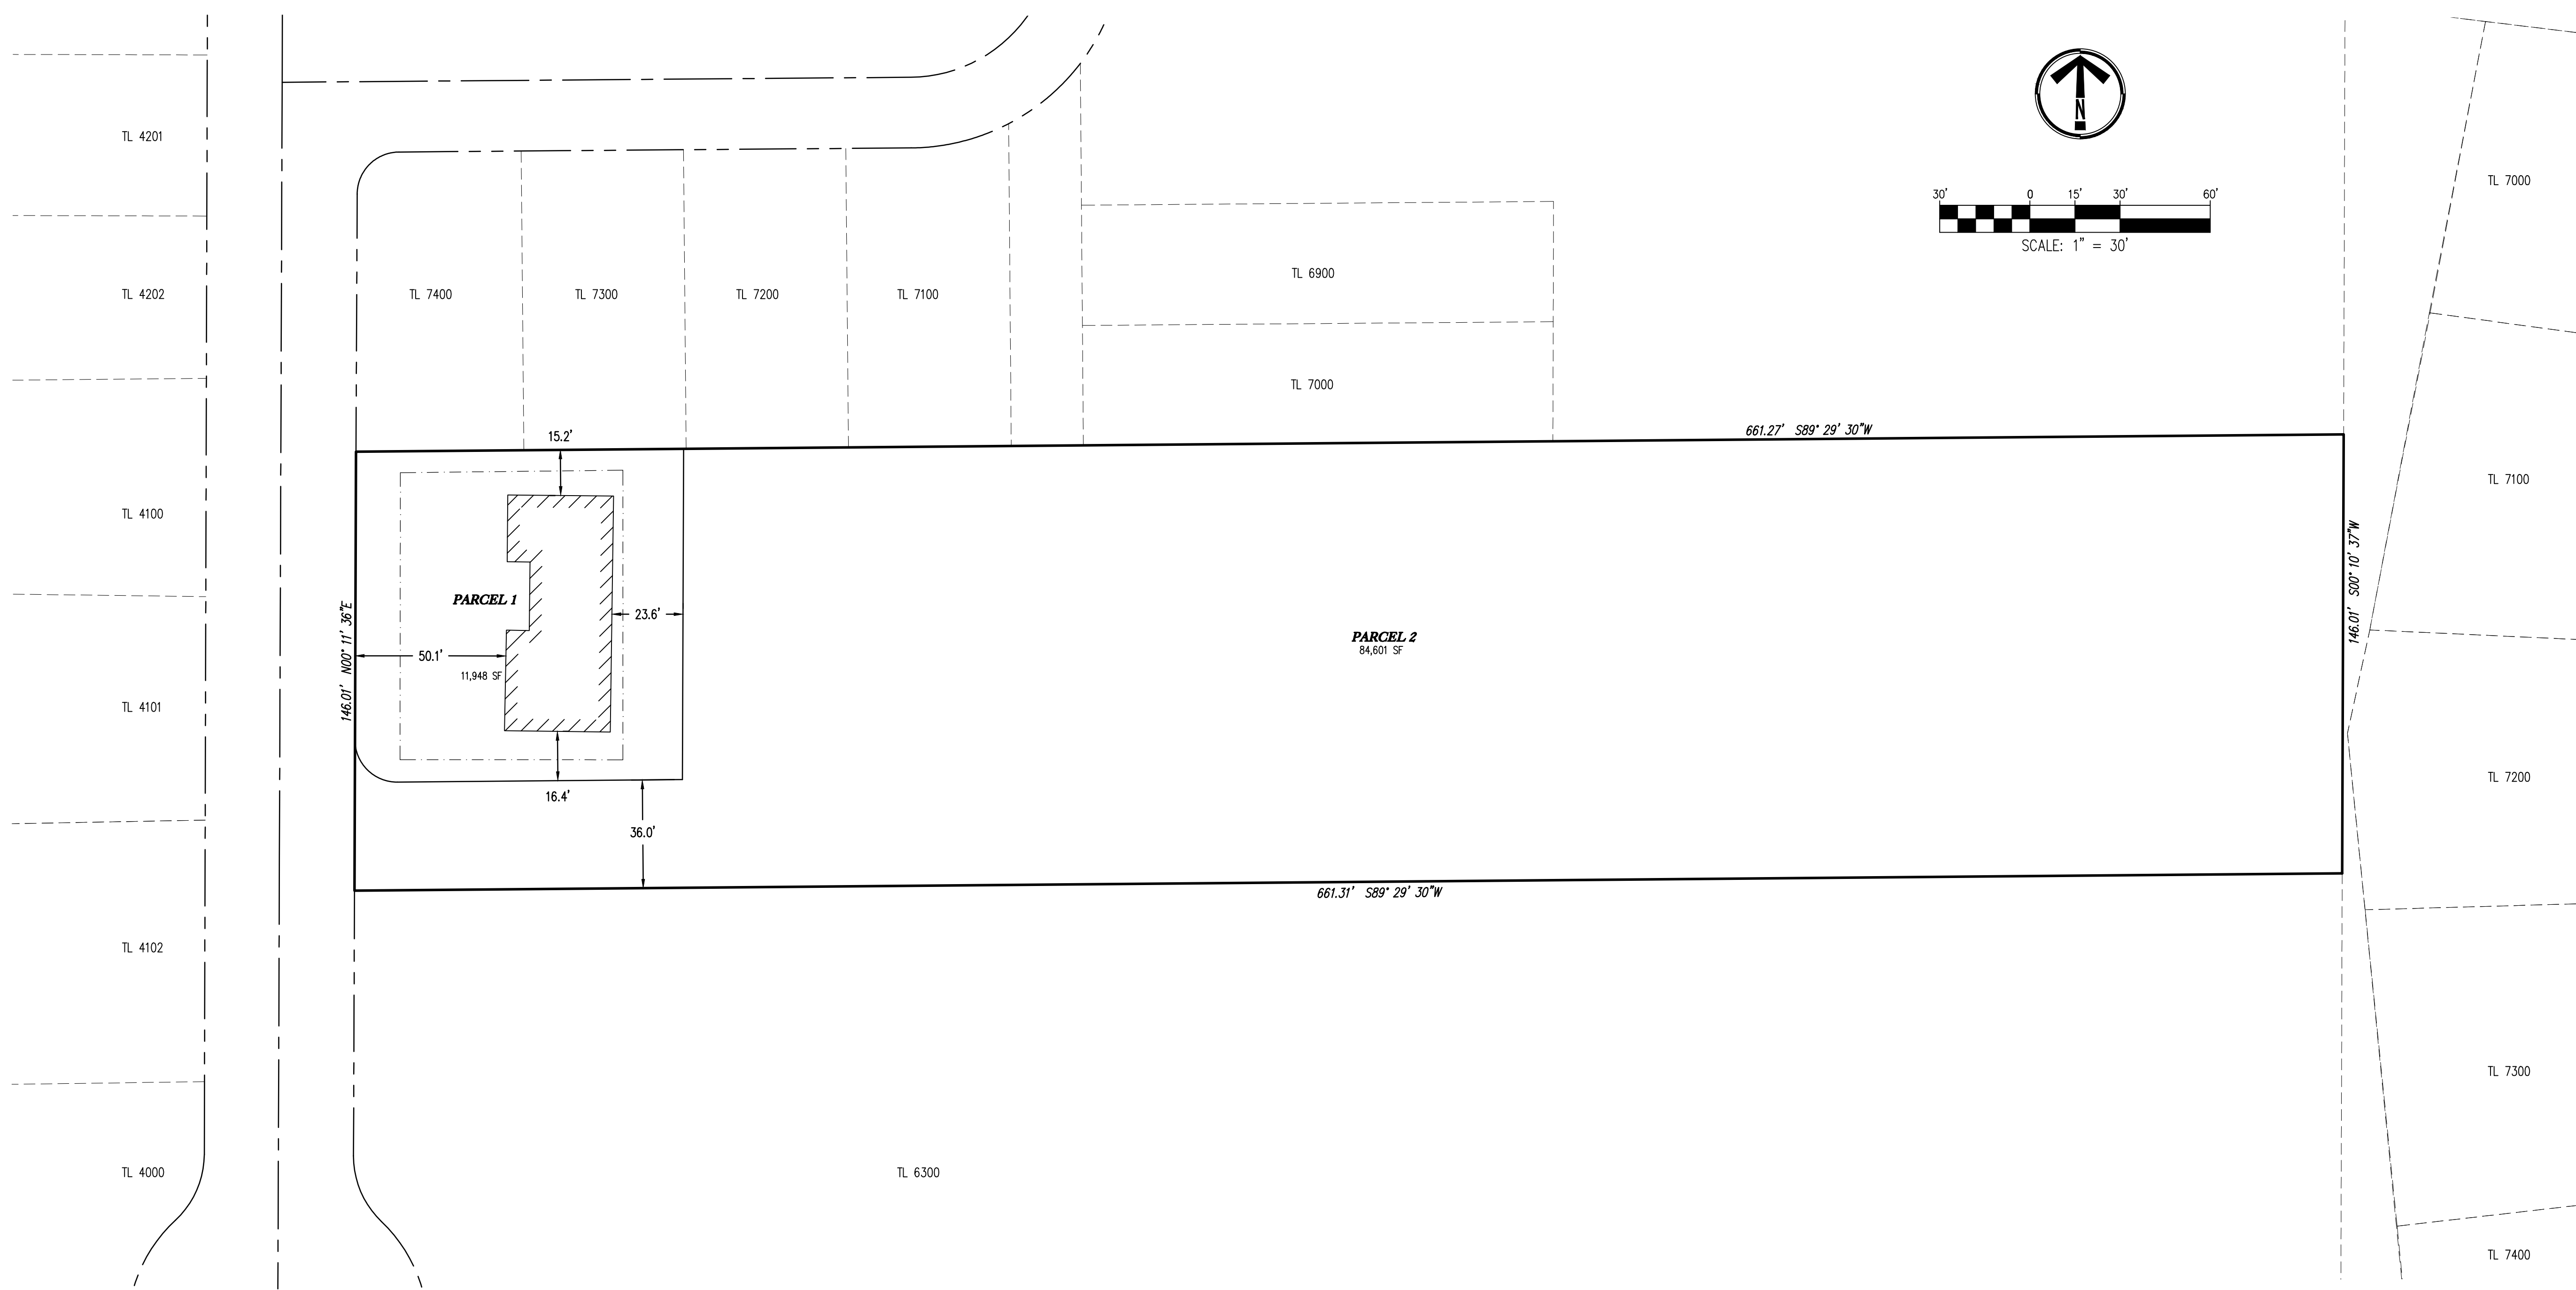 TL 4201
TL 4202
TL 4100
TL 4101
TL 4102
TL 4000
TL 7400
TL 7300
TL 7200
TL 7100
TL 6900
TL 7000
N
30' 0 15' 30' 60'
SCALE: 1" = 30'
TL 7000
TL 7100
TL 7200
TL 7300
TL 7400
661.27' S89° 29' 30"W
15.2'
PARCEL 1
23.6'
50.1'
11,948 SF
146.01' N00° 11' 36"E
16.4'
36.0'
PARCEL 2
84,601 SF
146.01' S00° 10' 37"W
661.31' S89° 29' 30"W
TL 6300